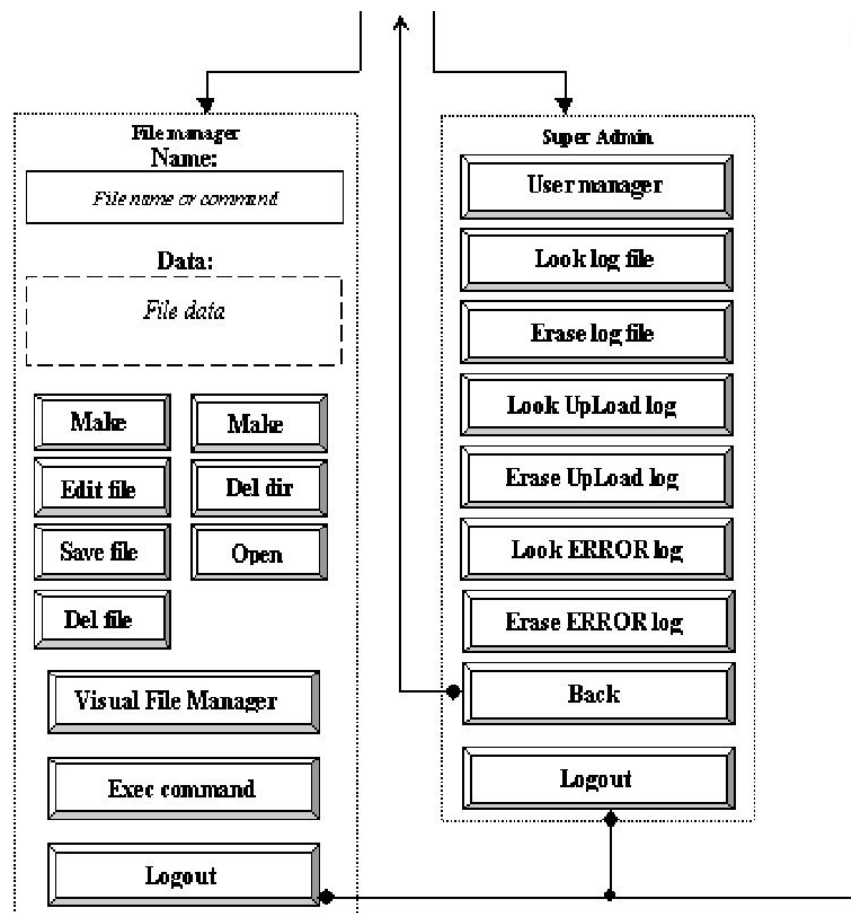 File manager
Name:
File name or command
Data:
File data
Make
Make
Edit file
Del dir
Save file
Open
Del file
Visual File Manager
Exec command
Logout
Super Admin
User manager
Look log file
Erase log file
Look UpLoad log
Erase UpLoad log
Look ERROR log
Erase ERROR log
Back
Logout